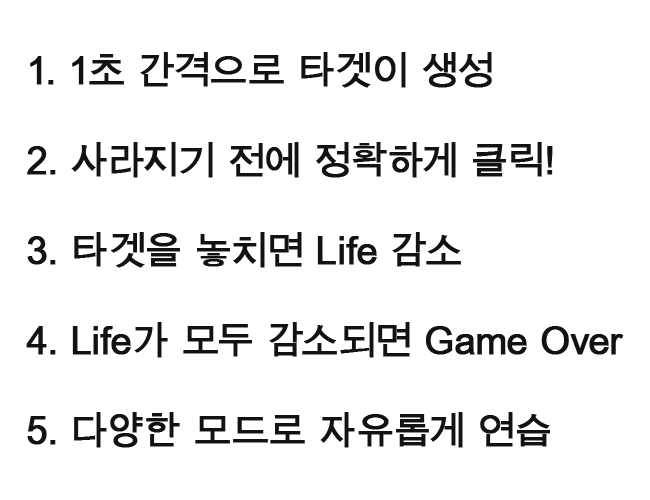 1. 1초 간격으로 타겟이 생성
2. 사라지기 전에 정확하게 클릭!
3. 타겟을 놓치면 Life 감소
4. Life가 모두 감소되면 Game Over
5. 다양한 모드로 자유롭게 연습